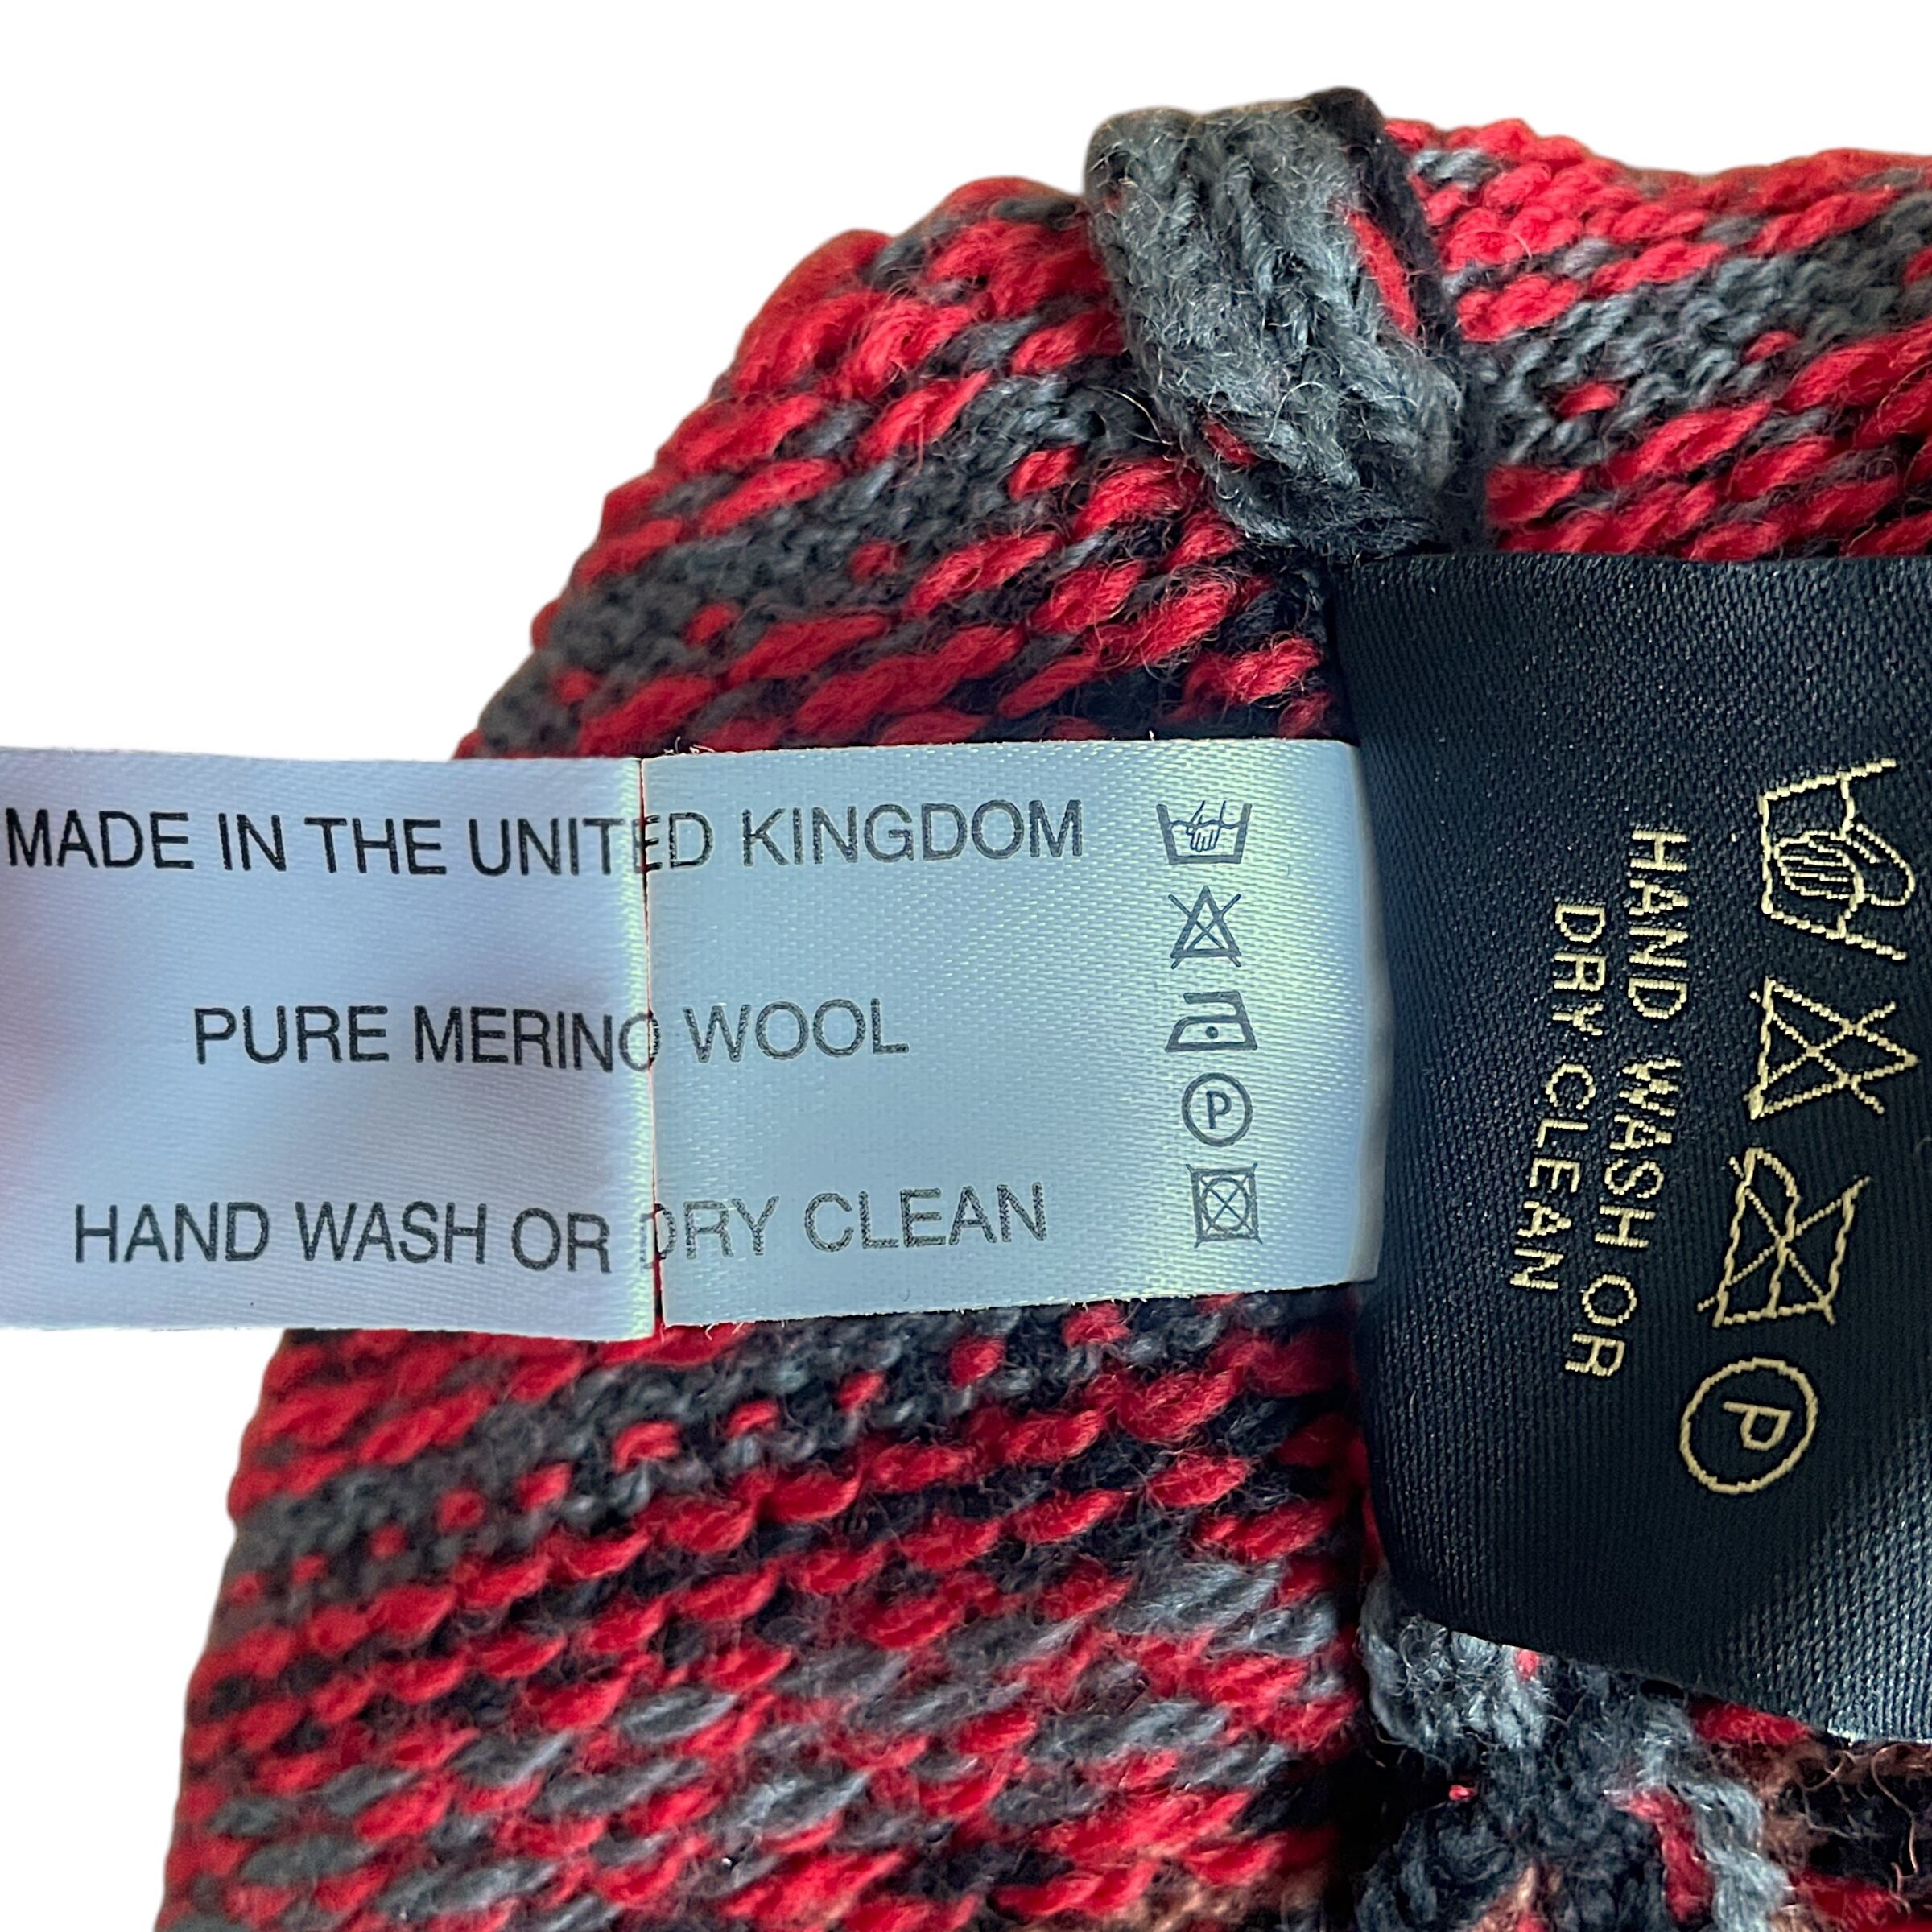 MADE IN THE UNITED KINGDOM
PURE MERINO WOOL
HAND WASH OR DRY CLEAN
P
HAND WASH OR
DRY CLEAN
P